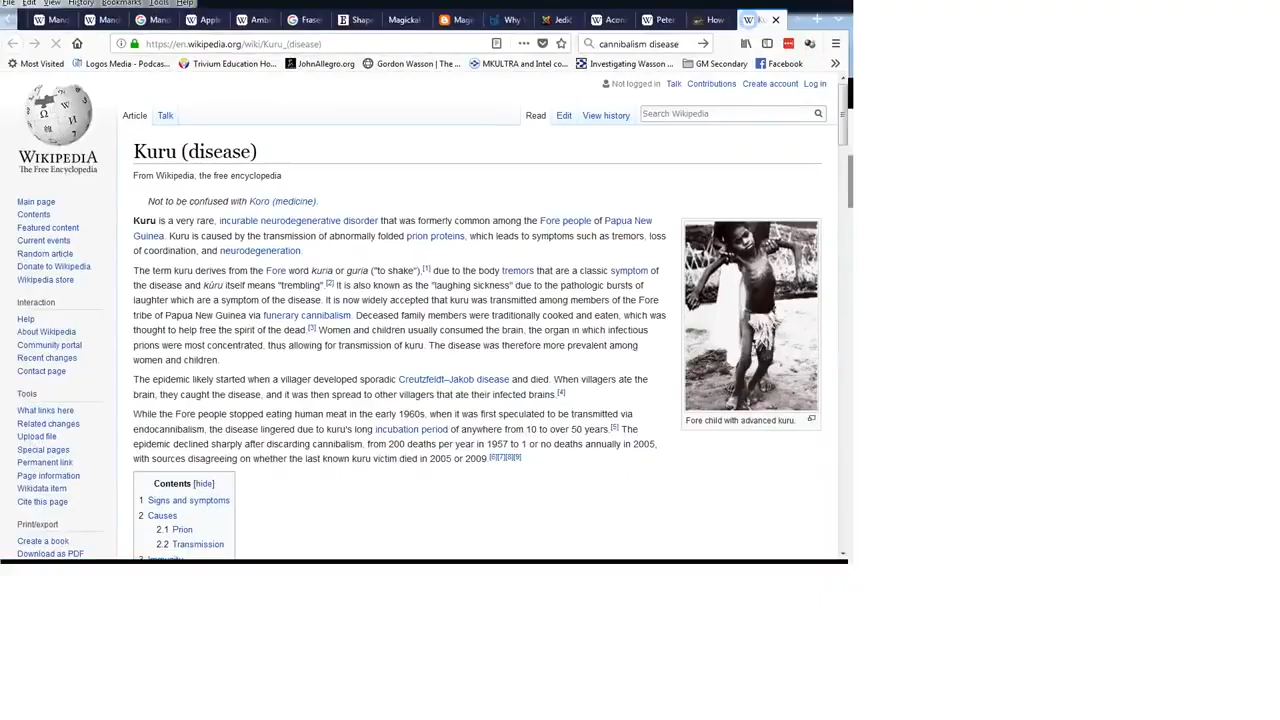 File Edit View History Bookmarks Tools Help
Mand Mand Mand Apple Amb Fraser Shape Magickal Magi Why Jedi Acon Peter How Ku
https://en.wikipedia.org/wiki/Kuru_(disease) cannibalism disease
Most Visited Logos Media - Podcas... Trivium Education Ho... JohnAllegro.org Gordon Wasson | The ... MKULTRA and Intel co... Investigating Wasson ... GM Secondary Facebook
Not logged in Talk Contributions Create account Log in
Article Talk Read Edit View history Search Wikipedia
WIKIPEDIA
The Free Encyclopedia
Main page
Contents
Featured content
Current events
Random article
Donate to Wikipedia
Wikipedia store
Interaction
Help
About Wikipedia
Community portal
Recent changes
Contact page
Tools
What links here
Related changes
Upload file
Special pages
Permanent link
Page information
Wikidata item
Cite this page
Print/export
Create a book
Download as PDF
Kuru (disease)
From Wikipedia, the free encyclopedia
Not to be confused with Koro (medicine).
Kuru is a very rare, incurable neurodegenerative disorder that was formerly common among the Fore people of Papua New
Guinea. Kuru is caused by the transmission of abnormally folded prion proteins, which leads to symptoms such as tremors, loss
of coordination, and neurodegeneration.
The term kuru derives from the Fore word kuria or guria ("to shake"),[1] due to the body tremors that are a classic symptom of
the disease and kúru itself means "trembling".[2] It is also known as the "laughing sickness" due to the pathologic bursts of
laughter which are a symptom of the disease. It is now widely accepted that kuru was transmitted among members of the Fore
tribe of Papua New Guinea via funerary cannibalism. Deceased family members were traditionally cooked and eaten, which was
thought to help free the spirit of the dead.[3] Women and children usually consumed the brain, the organ in which infectious
prions were most concentrated, thus allowing for transmission of kuru. The disease was therefore more prevalent among
women and children.
The epidemic likely started when a villager developed sporadic Creutzfeldt–Jakob disease and died. When villagers ate the
brain, they caught the disease, and it was then spread to other villagers that ate their infected brains.[4]
While the Fore people stopped eating human meat in the early 1960s, when it was first speculated to be transmitted via
endocannibalism, the disease lingered due to kuru's long incubation period of anywhere from 10 to over 50 years.[5] The
epidemic declined sharply after discarding cannibalism, from 200 deaths per year in 1957 to 1 or no deaths annually in 2005,
with sources disagreeing on whether the last known kuru victim died in 2005 or 2009.[6][7][8][9]
Fore child with advanced kuru.
Contents [hide]
1 Signs and symptoms
2 Causes
2.1 Prion
2.2 Transmission
3 Immunity